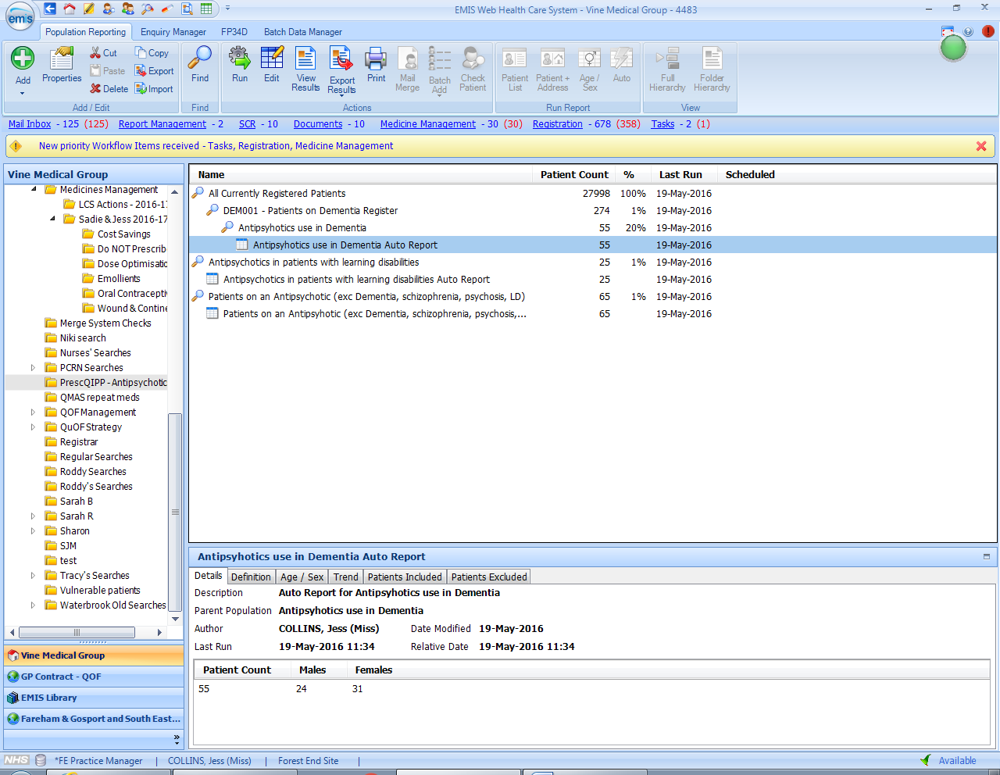 EMIS Web Health Care System - Vine Medical Group - 4483
emis
Population Reporting Enquiry Manager FP34D Batch Data Manager
Add
Properties
Cut
Paste
Delete
Copy
Export
Import
Add / Edit
Find
Find
Run
Edit
View Results
Export Results
Print
Mail Merge
Batch Add
Check Patient
Actions
Patient List
Patient + Address
Age / Sex
Auto
Run Report
Full Hierarchy
Folder Hierarchy
View
Mail Inbox - 125 (125) Report Management - 2 SCR - 10 Documents - 10 Medicine Management - 30 (30) Registration - 678 (358) Tasks - 2 (1)
New priority Workflow Items received - Tasks, Registration, Medicine Management
Vine Medical Group
Medicines Management
LCS Actions - 2016-17
Sadie & Jess 2016-17
Cost Savings
Do NOT Prescrib
Dose Optimisatio
Emollients
Oral Contracepti
Wound & Contine
Merge System Checks
Niki search
Nurses' Searches
PCRN Searches
PrescQIPP - Antipsychotic
QMAS repeat meds
QOF Management
QuOF Strategy
Registrar
Regular Searches
Roddy Searches
Roddy's Searches
Sarah B
Sarah R
Sharon
SJM
test
Tracy's Searches
Vulnerable patients
Waterbrook Old Searches
Vine Medical Group
GP Contract - QOF
EMIS Library
Fareham & Gosport and South East...
Name Patient Count % Last Run Scheduled
All Currently Registered Patients 27998 100% 19-May-2016
DEM001 - Patients on Dementia Register 274 1% 19-May-2016
Antipsyhotics use in Dementia 55 20% 19-May-2016
Antipsyhotics use in Dementia Auto Report 55 19-May-2016
Antipsychotics in patients with learning disabilities 25 1% 19-May-2016
Antipsychotics in patients with learning disabilities Auto Report 25 19-May-2016
Patients on an Antipsychotic (exc Dementia, schizophrenia, psychosis, LD) 65 1% 19-May-2016
Patients on an Antipsyhotic (exc Dementia, schizophrenia, psychosis,... 65 19-May-2016
Antipsyhotics use in Dementia Auto Report
Details Definition Age / Sex Trend Patients Included Patients Excluded
Description Auto Report for Antipsyhotics use in Dementia
Parent Population Antipsyhotics use in Dementia
Author COLLINS, Jess (Miss) Date Modified 19-May-2016
Last Run 19-May-2016 11:34 Relative Date 19-May-2016 11:34
Patient Count Males Females
55 24 31
NHS *FE Practice Manager | COLLINS, Jess (Miss) | Forest End Site | Available